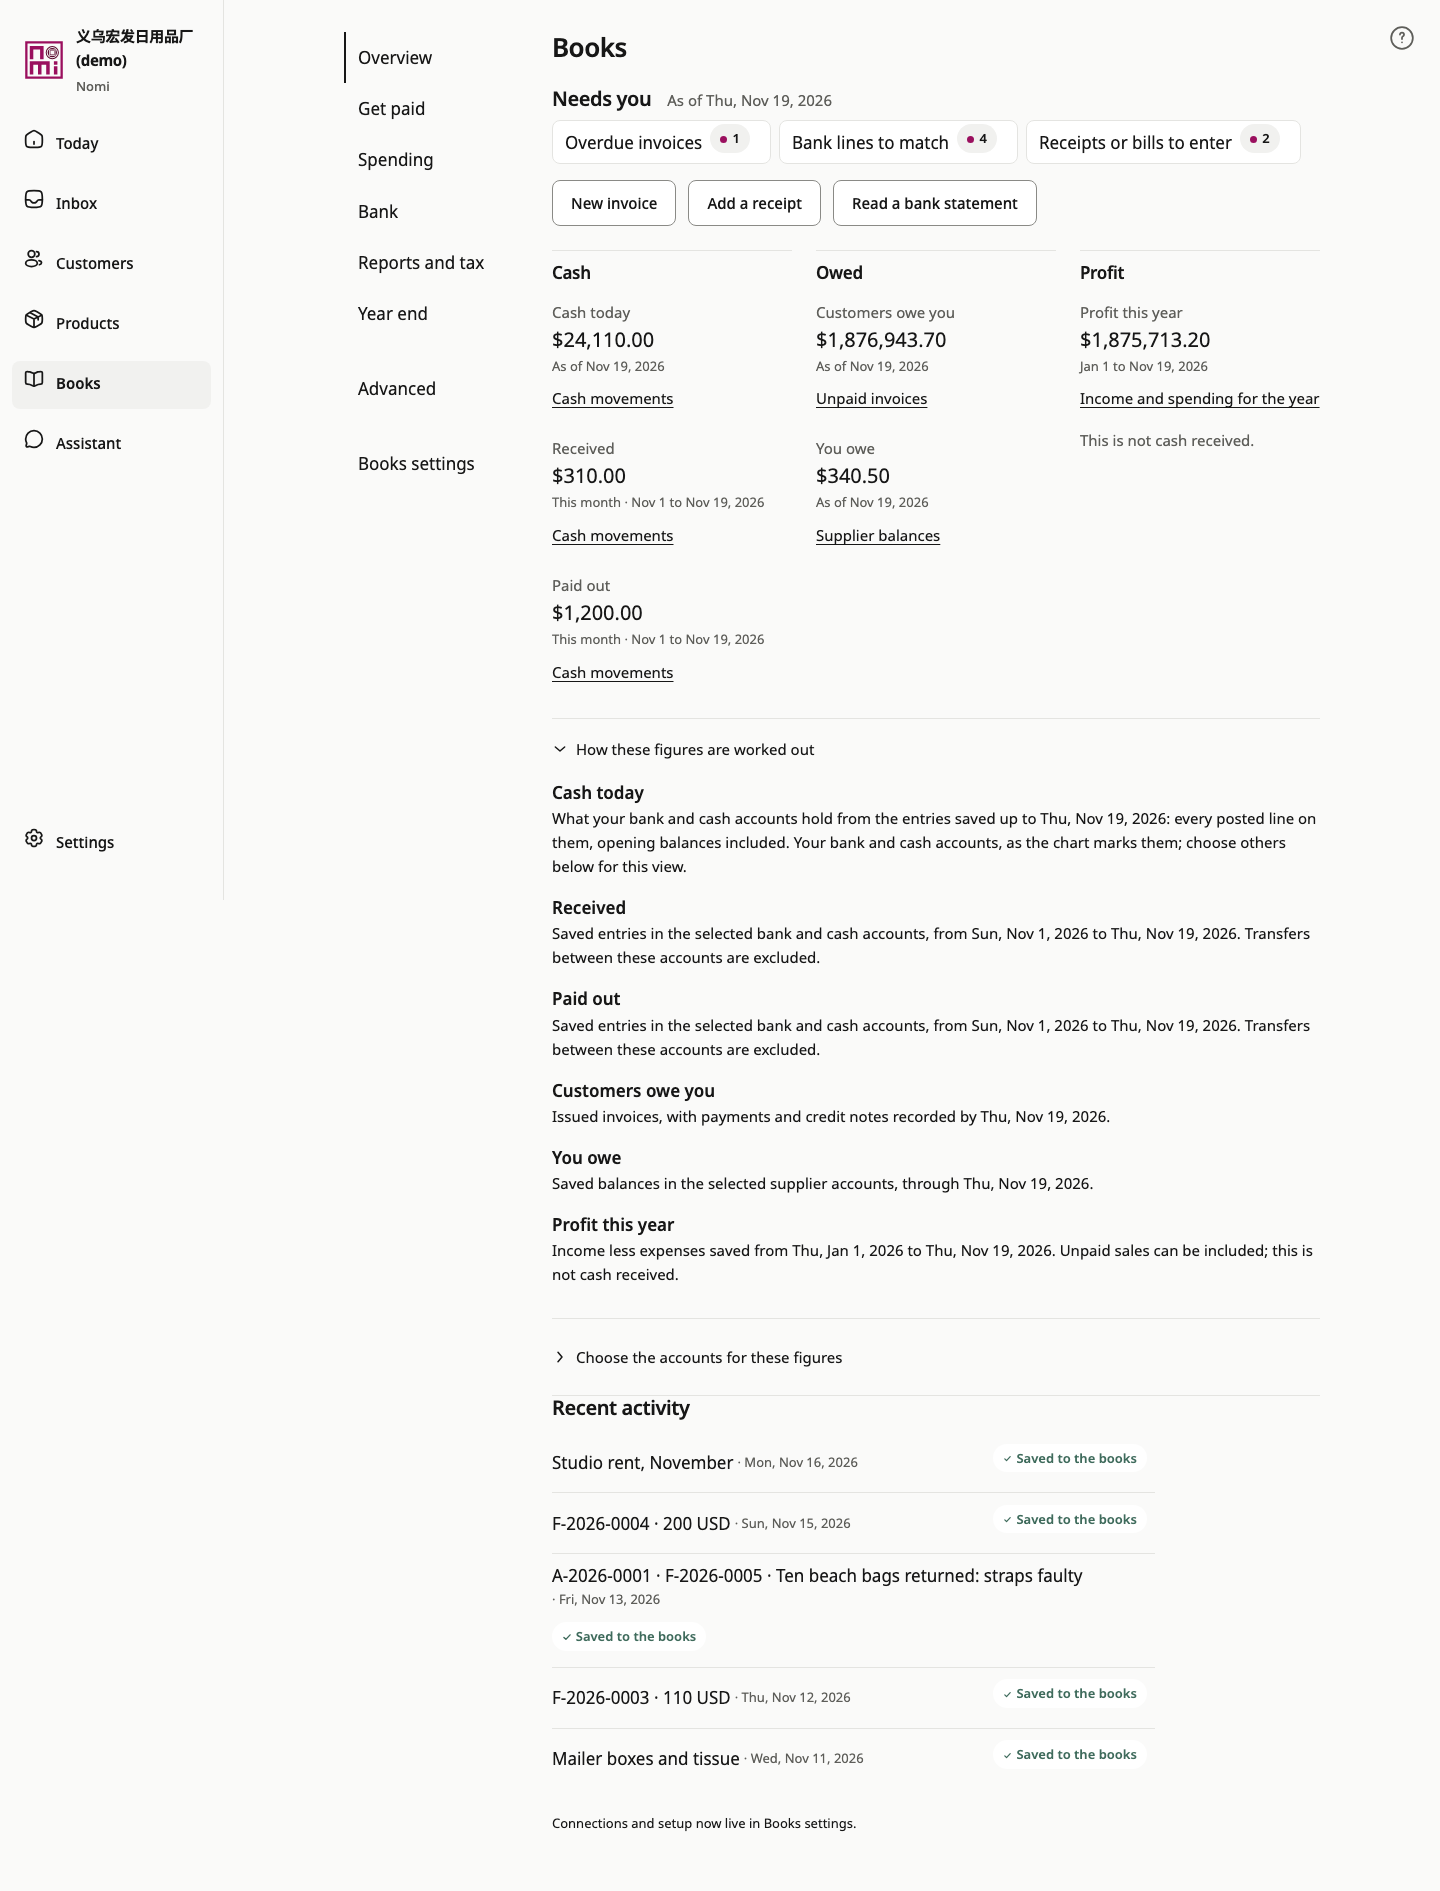 义乌宏发日用品厂
(demo)
Nomi
Today
Inbox
Customers
Products
Books
Assistant
Settings
Overview
Get paid
Spending
Bank
Reports and tax
Year end
Advanced
Books settings
Books
Needs you As of Thu, Nov 19, 2026
Overdue invoices 1 Bank lines to match 4 Receipts or bills to enter 2
New invoice Add a receipt Read a bank statement
Cash
Cash today
$24,110.00
As of Nov 19, 2026
Cash movements
Received
$310.00
This month · Nov 1 to Nov 19, 2026
Cash movements
Paid out
$1,200.00
This month · Nov 1 to Nov 19, 2026
Cash movements
Owed
Customers owe you
$1,876,943.70
As of Nov 19, 2026
Unpaid invoices
You owe
$340.50
As of Nov 19, 2026
Supplier balances
Profit
Profit this year
$1,875,713.20
Jan 1 to Nov 19, 2026
Income and spending for the year
This is not cash received.
How these figures are worked out
Cash today
What your bank and cash accounts hold from the entries saved up to Thu, Nov 19, 2026: every posted line on
them, opening balances included. Your bank and cash accounts, as the chart marks them; choose others
below for this view.
Received
Saved entries in the selected bank and cash accounts, from Sun, Nov 1, 2026 to Thu, Nov 19, 2026. Transfers
between these accounts are excluded.
Paid out
Saved entries in the selected bank and cash accounts, from Sun, Nov 1, 2026 to Thu, Nov 19, 2026. Transfers
between these accounts are excluded.
Customers owe you
Issued invoices, with payments and credit notes recorded by Thu, Nov 19, 2026.
You owe
Saved balances in the selected supplier accounts, through Thu, Nov 19, 2026.
Profit this year
Income less expenses saved from Thu, Jan 1, 2026 to Thu, Nov 19, 2026. Unpaid sales can be included; this is
not cash received.
Choose the accounts for these figures
Recent activity
Studio rent, November · Mon, Nov 16, 2026 Saved to the books
F-2026-0004 · 200 USD · Sun, Nov 15, 2026 Saved to the books
A-2026-0001 · F-2026-0005 · Ten beach bags returned: straps faulty
· Fri, Nov 13, 2026
Saved to the books
F-2026-0003 · 110 USD · Thu, Nov 12, 2026 Saved to the books
Mailer boxes and tissue · Wed, Nov 11, 2026 Saved to the books
Connections and setup now live in Books settings.